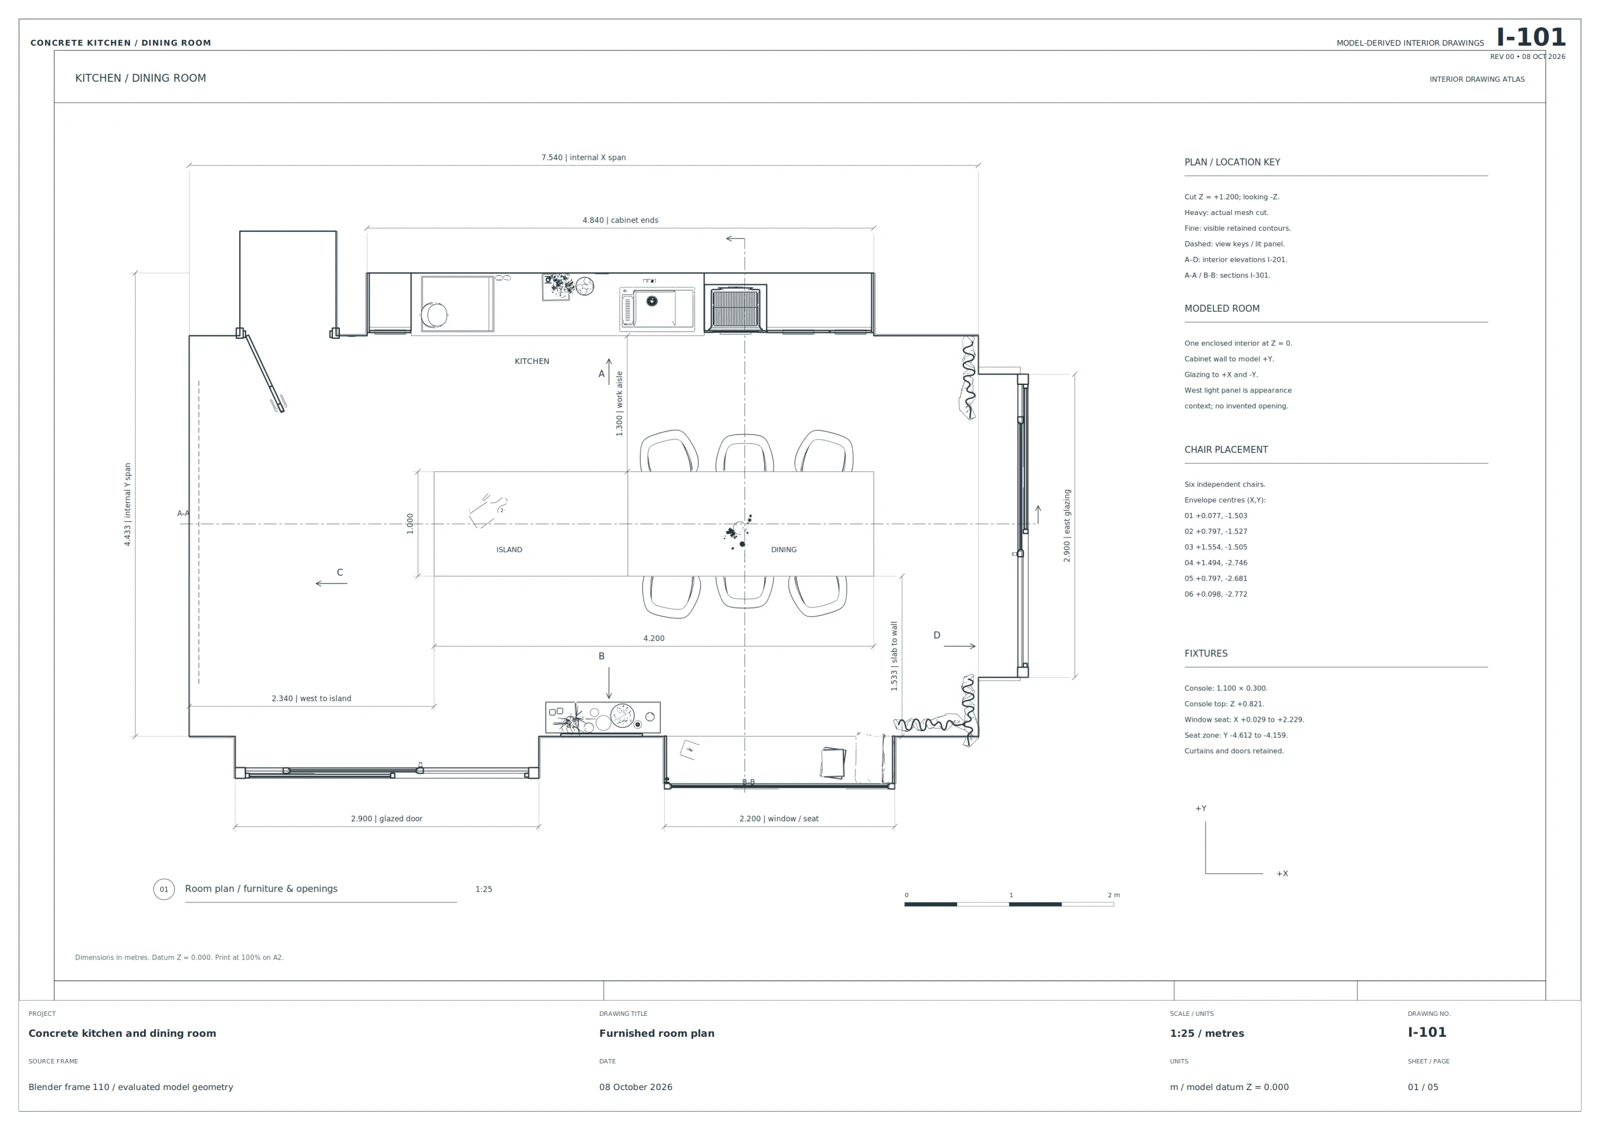 CONCRETE KITCHEN / DINING ROOM
MODEL-DERIVED INTERIOR DRAWINGS I-101
REV 00 • 08 OCT 2026
KITCHEN / DINING ROOM
INTERIOR DRAWING ATLAS
7.540 | internal X span
4.840 | cabinet ends
KITCHEN
A
1.300 | work aisle
4.433 | internal Y span
A-A
1.000
2.900 | east glazing
ISLAND
DINING
C
4.200
D
B
1.533 | slab to wall
2.340 | west to island
B-B
2.900 | glazed door
2.200 | window / seat
01
Room plan / furniture & openings
1:25
0
1
2 m
Dimensions in metres. Datum Z = 0.000. Print at 100% on A2.
PLAN / LOCATION KEY
Cut Z = +1.200; looking -Z.
Heavy: actual mesh cut.
Fine: visible retained contours.
Dashed: view keys / lit panel.
A–D: interior elevations I-201.
A-A / B-B: sections I-301.
MODELED ROOM
One enclosed interior at Z = 0.
Cabinet wall to model +Y.
Glazing to +X and -Y.
West light panel is appearance
context; no invented opening.
CHAIR PLACEMENT
Six independent chairs.
Envelope centres (X,Y):
01 +0.077, -1.503
02 +0.797, -1.527
03 +1.554, -1.505
04 +1.494, -2.746
05 +0.797, -2.681
06 +0.098, -2.772
FIXTURES
Console: 1.100 × 0.300.
Console top: Z +0.821.
Window seat: X +0.029 to +2.229.
Seat zone: Y -4.612 to -4.159.
Curtains and doors retained.
+Y
+X
PROJECT
Concrete kitchen and dining room
SOURCE FRAME
Blender frame 110 / evaluated model geometry
DRAWING TITLE
Furnished room plan
DATE
08 October 2026
SCALE / UNITS
1:25 / metres
UNITS
m / model datum Z = 0.000
DRAWING NO.
I-101
SHEET / PAGE
01 / 05